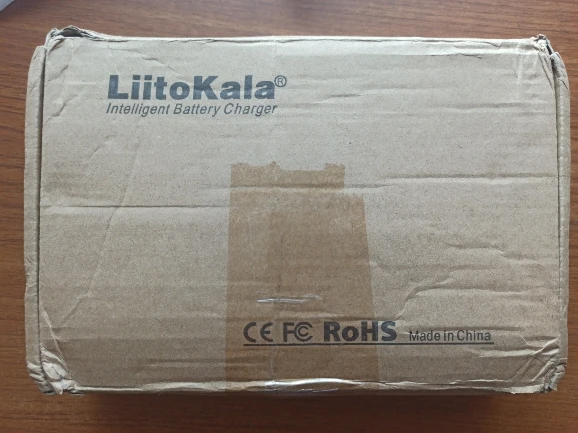 LiitoKala®
Intelligent Battery Charger
CE FC RoHS Made in China